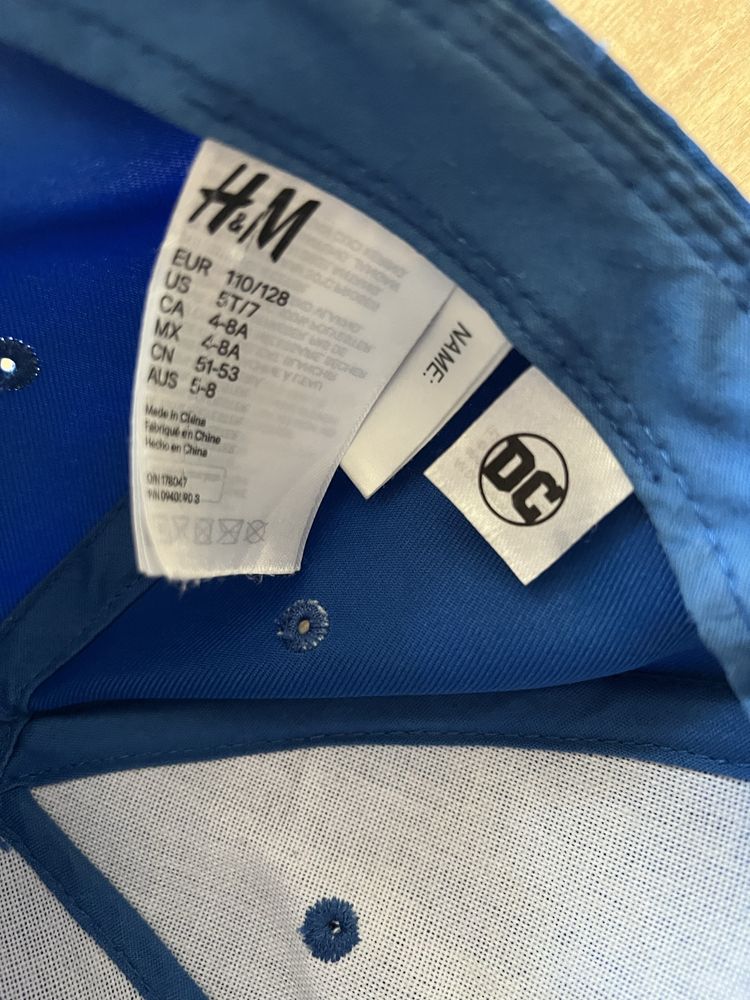 H&M
EUR 110/128
US 5T/7
CA 4-8A
MX 4-8A
CN 51-53
AUS 5-8
Made in China
Fabriqué en Chine
Hecho en China
O/N 178047
NAME:
DC